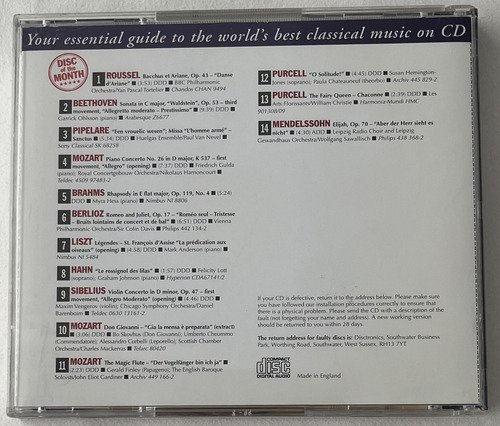 Your essential guide to the world's best classical music on CD
DISC of the MONTH
1 ROUSSEL Bacchus et Ariane, Op. 43 – "Danse
d'Ariane" ■ (3:53) DDD ■ BBC Philharmonic
Orchestra/Yan Pascal Tortelier ■ Chandos CHAN 9494
2 BEETHOVEN Sonata in C major, "Waldstein", Op. 53 – third
movement, "Allegretto moderato – Prestissimo" ■ (9:39); DDD ■
Garrick Ohlsson (piano) ■ Arabesque Z6677
3 PIPELARE "Een vrouelic wesen"; Missa "L'homme armé" –
Sanctus ■ (5:34) DDD ■ Huelgas Ensemble/Paul Van Nevel ■
Sony Classical SK 68258
4 MOZART Piano Concerto No. 26 in D major, K 537 – first
movement, "Allegro" (opening) ■ (7:37) DDD ■ Friedrich Gulda
(piano); Royal Concertgebouw Orchestra/Nikolaus Harnoncourt ■
Teldec 4509 97483-2
5 BRAHMS Rhapsody in E flat major, Op. 119, No. 4 ■ (5:24)
DDD ■ Myra Hess (piano) ■ Nimbus NI 8806
6 BERLIOZ Romeo and Juliet, Op. 17 – "Roméo seul – Tristesse
– Bruits lointains de concert et de bal" ■ (6:51) DDD ■ Vienna
Philharmonic Orchestra/Sir Colin Davis ■ Philips 442 134-2
7 LISZT Légendes – St. François d'Assise "La prédication aux
oiseaux" (opening) ■ (4:58) DDD ■ Mark Anderson (piano) ■
Nimbus NI 5484
8 HAHN "Le rossignol des lilas" ■ (1:57) DDD ■ Felicity Lott
(soprano); Graham Johnson (piano) ■ Hyperion CDA67141/2
9 SIBELIUS Violin Concerto in D minor, Op. 47 – first
movement, "Allegro Moderato" (opening) ■ (4:46) DDD ■
Maxim Vengerov (violin); Chicago Symphony Orchestra/Daniel
Barenboim ■ Teldec 0630 13161-2
10 MOZART Don Giovanni – "Già la mensa è preparata" (extract)
■ (3:06) DDD ■ Bo Skovhus (Don Giovanni); Umberto Chiummo
(Commendatore); Alessandro Corbelli (Leporello); Scottish Chamber
Orchestra/Charles Mackerras ■ Telarc 80420
11 MOZART The Magic Flute – "Der Vogelfänger bin ich ja" ■
(2:23) DDD ■ Gerald Finley (Papageno); The English Baroque
Soloists/John Eliot Gardiner ■ Archiv 449 166-2
12 PURCELL "O Solitude!" ■ (4:45) DDD ■ Susan Hemington-
Jones (soprano); Paula Chateauneuf (theorbo) ■ Archiv 445 829-2
13 PURCELL The Fairy Queen – Chaconne ■ (2:39) DDD ■ Les
Arts Florissants/William Christie ■ Harmonia-Mundi HMC
901308/09
14 MENDELSSOHN Elijah, Op. 70 – "Aber der Herr sieht es
nicht" ■ (4:30) ADD ■ Leipzig Radio Choir and Leipzig
Gewandhaus Orchestra/Wolfgang Sawallisch ■ Philips 438 368-2
If your CD is defective, return it to the address below. Please make sure
you have followed our installation procedures correctly to ensure that
there is a physical problem. Please send the CD with a description of the
fault (not forgetting your name and address). A new working version
should be returned to you within 28 days.
The return address for faulty discs is: Disctronics, Southwater Business
Park, Worthing Road, Southwater, West Sussex, RH13 7YT
COMPACT
disc
DIGITAL AUDIO
Made in England